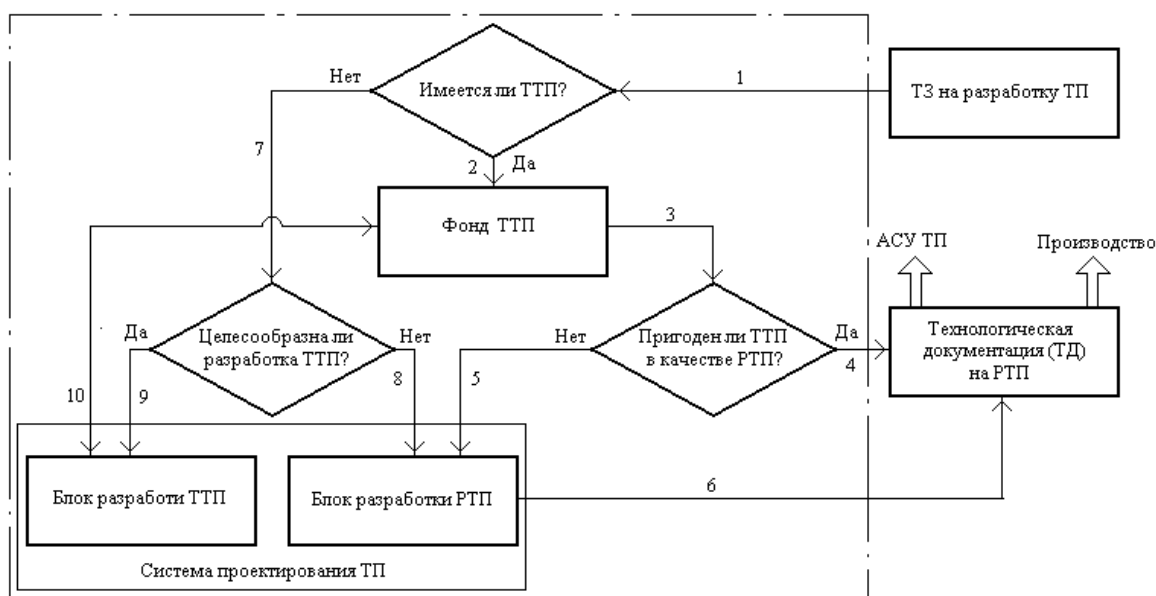 Нет
Имеется ли ТТП?
1
ТЗ на разработку ТП
7
2
Да
Фонд ТТП
3
АСУ ТП
Производство
Да
Целесообразна ли
разработка ТТП?
Нет
Нет
Пригоден ли ТТП
в качестве РТП?
Да
Технологическая
документация (ТД)
на РТП
10
9
8
5
4
Блок разработи ТТП
Блок разработки РТП
6
Система проектирования ТП